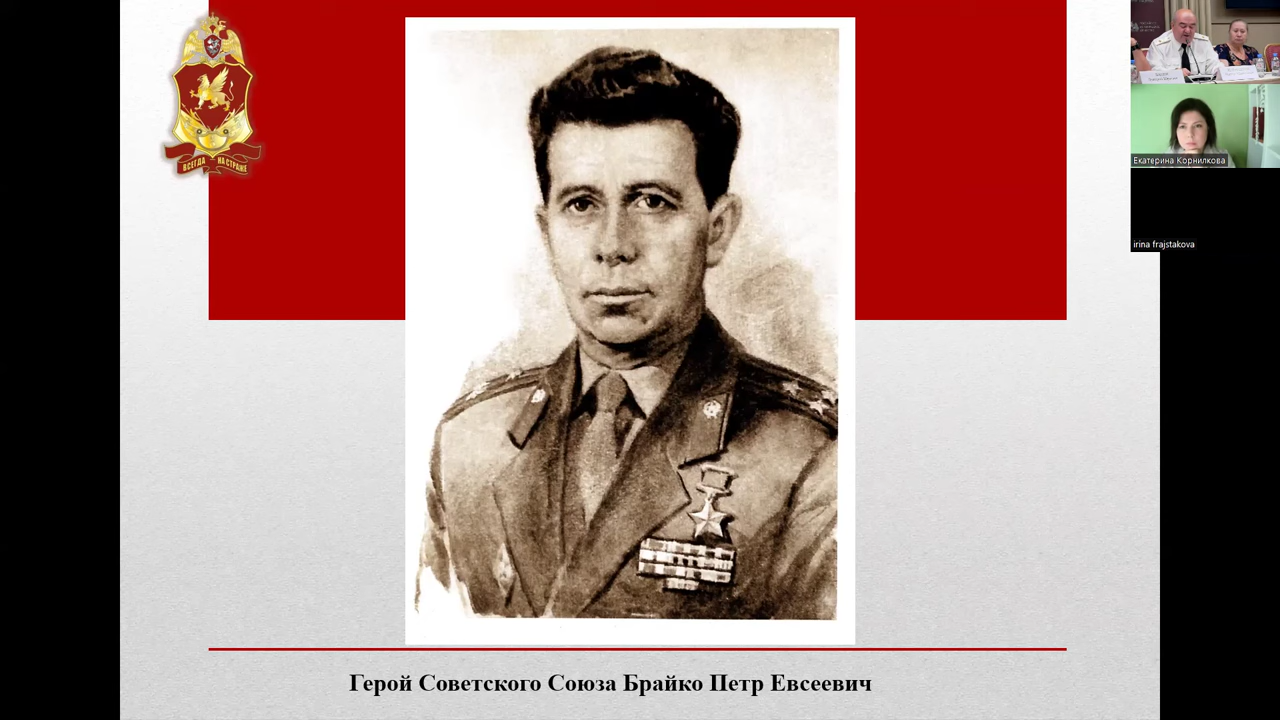 ВСЕГДА НА СТРАЖЕ
Екатерина Корнилкова
irina frajstakova
Герой Советского Союза Брайко Петр Евсеевич